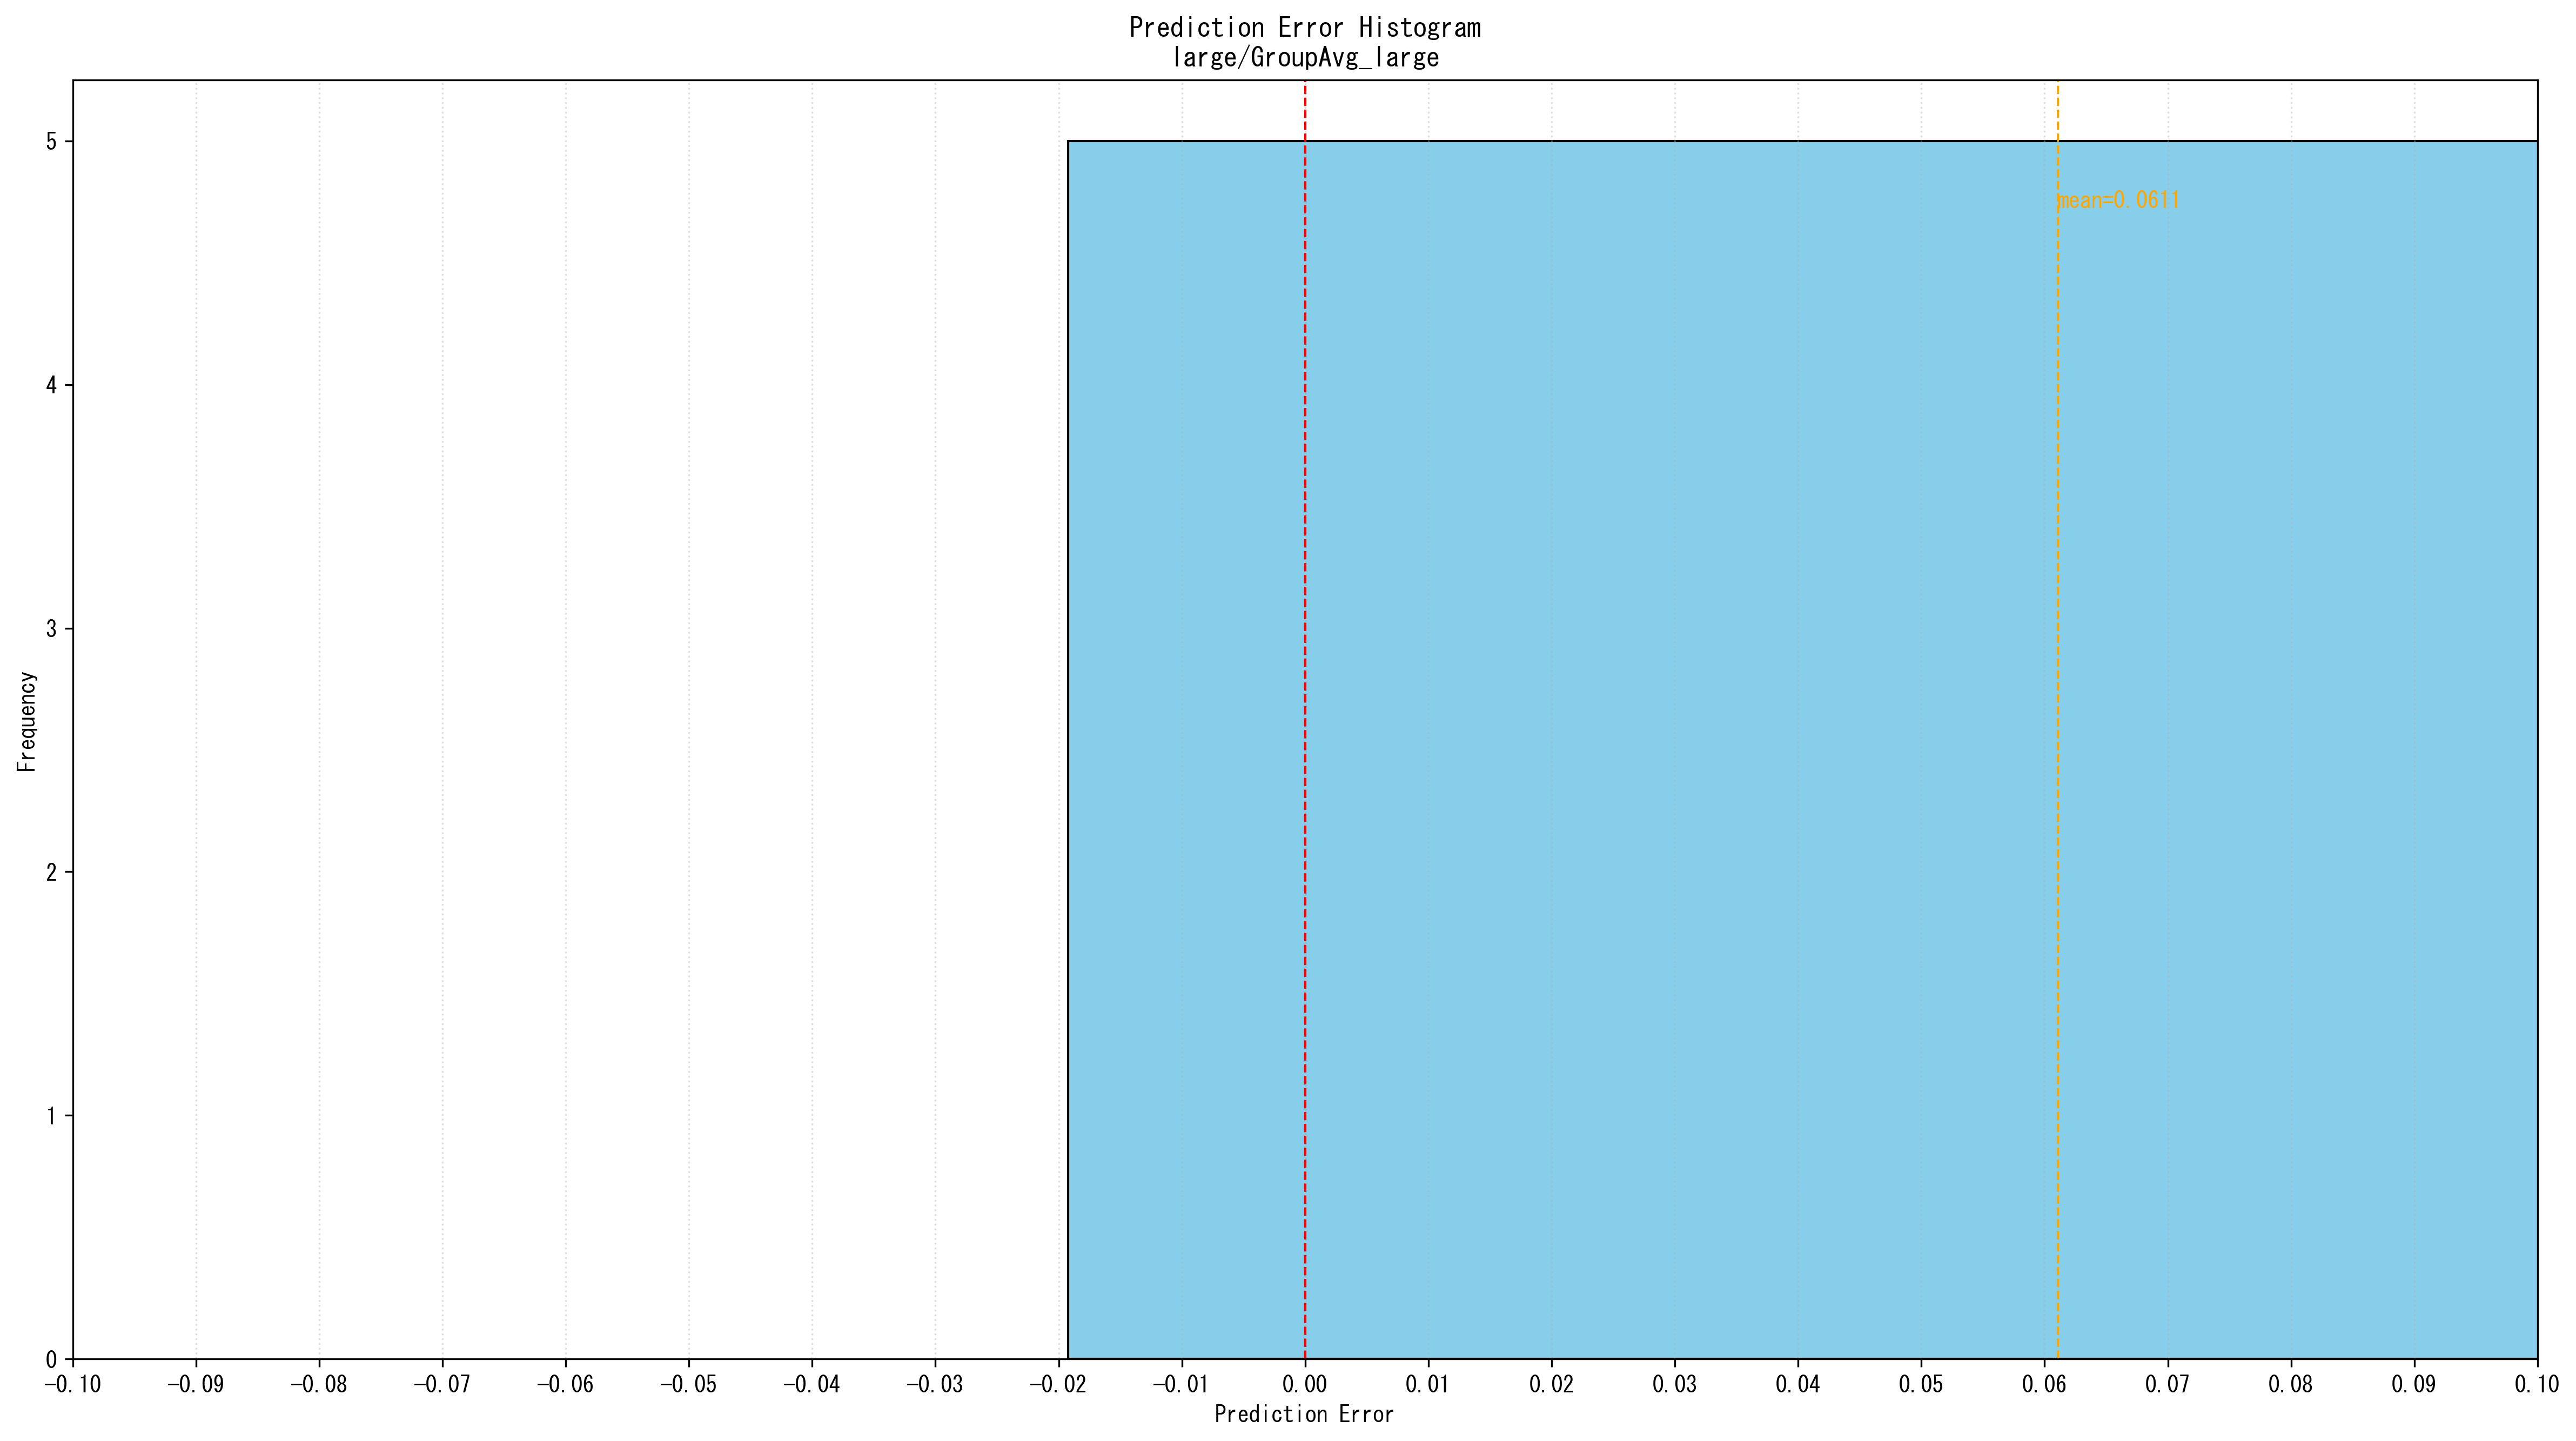 Prediction Error Histogram
large/GroupAvg_large
5
4
3
2
1
0
Frequency
mean=0.0611
−0.10 −0.09 −0.08 −0.07 −0.06 −0.05 −0.04 −0.03 −0.02 −0.01 0.00 0.01 0.02 0.03 0.04 0.05 0.06 0.07 0.08 0.09 0.10
Prediction Error